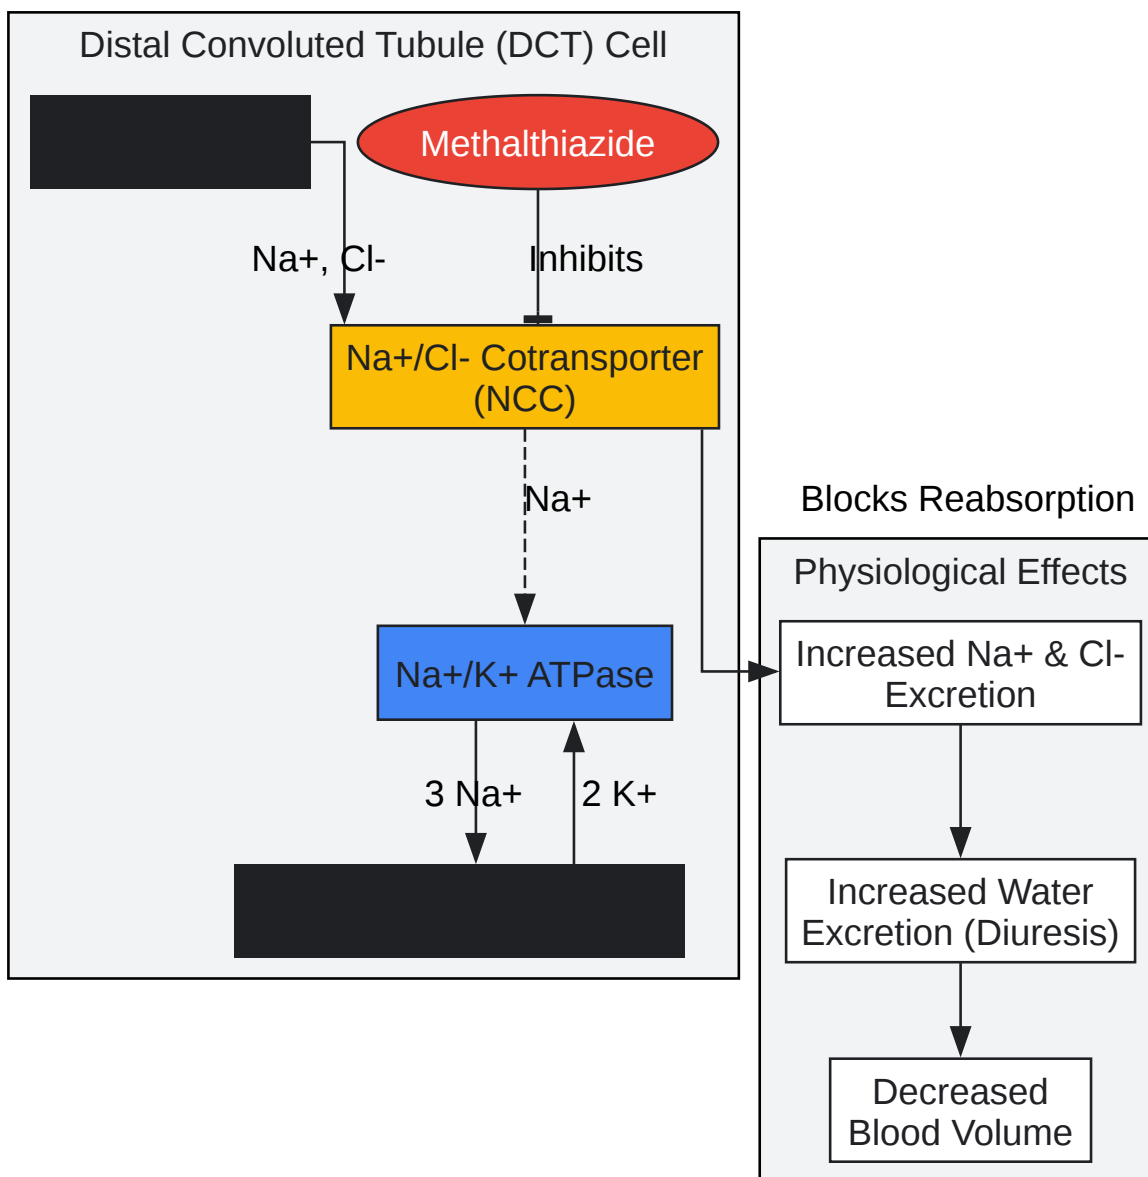 Distal Convoluted Tubule (DCT) Cell
Methalthiazide
Na+, Cl-
Inhibits
Na+/Cl- Cotransporter
(NCC)
Na+
Blocks Reabsorption
Physiological Effects
Increased Na+ & Cl-
Excretion
Na+/K+ ATPase
3 Na+
2 K+
Increased Water
Excretion (Diuresis)
Decreased
Blood Volume